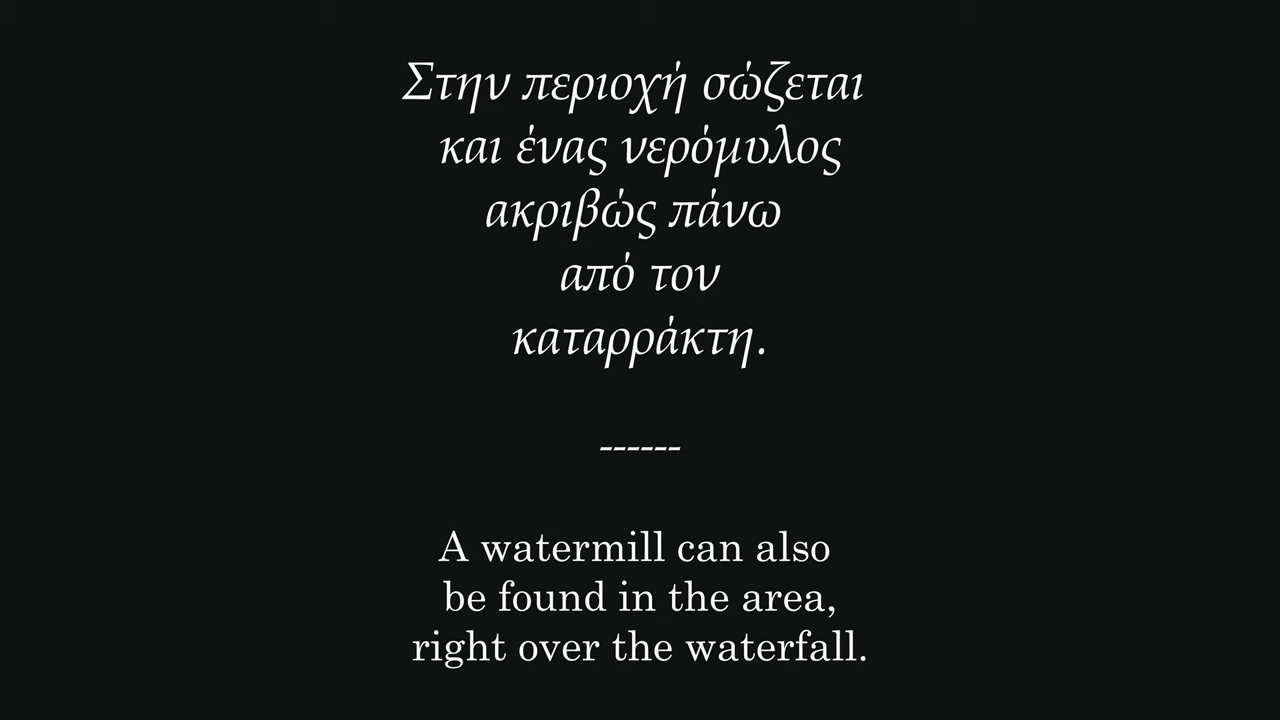 Στην περιοχή σώζεται
και ένας νερόμυλος
ακριβώς πάνω
από τον
καταρράκτη.
------
A watermill can also
be found in the area,
right over the waterfall.